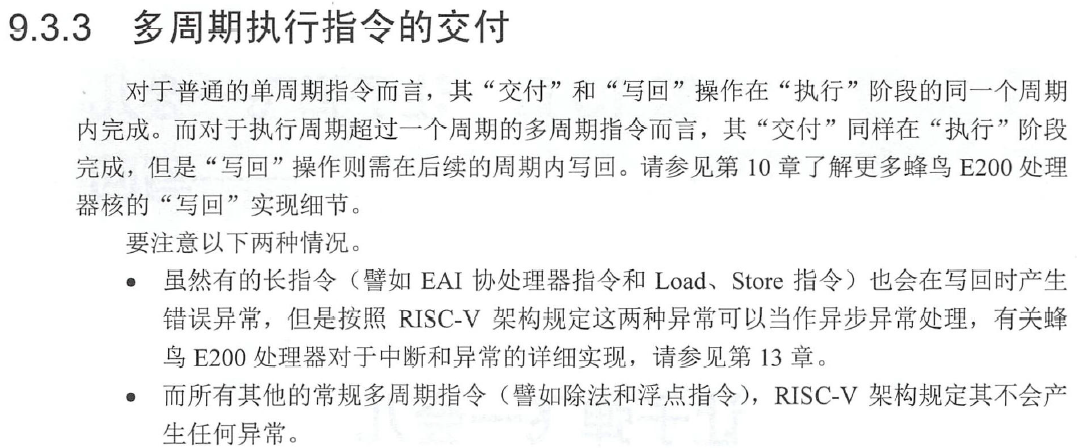 9.3.3 多周期执行指令的交付
对于普通的单周期指令而言，其“交付”和“写回”操作在“执行”阶段的同一个周期
内完成。而对于执行周期超过一个周期的多周期指令而言，其“交付”同样在“执行”阶段
完成，但是“写回”操作则需在后续的周期内写回。请参见第 10 章了解更多蜂鸟 E200 处理
器核的“写回”实现细节。
要注意以下两种情况。
• 虽然有的长指令（譬如 EAI 协处理器指令和 Load、Store 指令）也会在写回时产生
错误异常，但是按照 RISC-V 架构规定这两种异常可以当作异步异常处理，有关蜂
鸟 E200 处理器对于中断和异常的详细实现，请参见第 13 章。
• 而所有其他的常规多周期指令（譬如除法和浮点指令），RISC-V 架构规定其不会产
生任何异常。